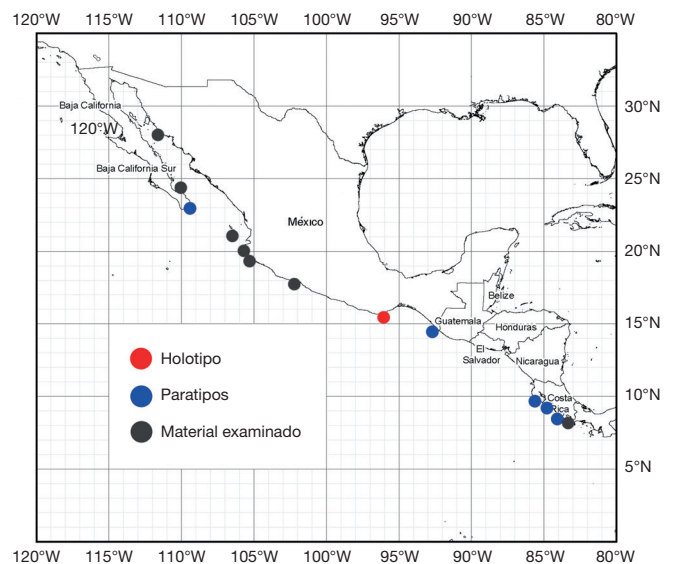 120°W 115°W 110°W 105°W 100°W 95°W 90°W 85°W 80°W
30°N
Baja California
120°W
25°N
Baja California Sur
México
20°N
Belize
15°N
Guatemala
Honduras
El
Salvador
Nicaragua
Holotipo
Paratipos
Material examinado
10°N
Costa
Rica
5°N
120°W 115°W 110°W 105°W 100°W 95°W 90°W 85°W 80°W